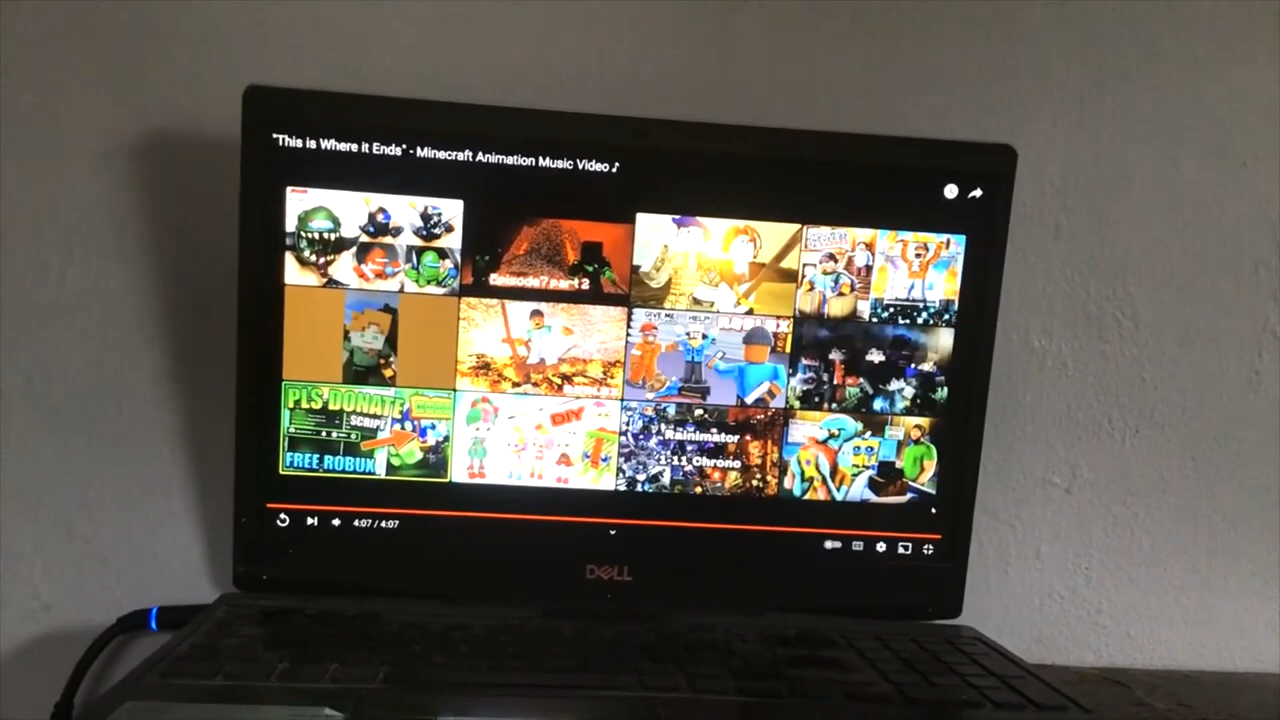 "This is Where it Ends" - Minecraft Animation Music Video ♪
Episode7 part 2
GIVE ME
HELP!
ROBLOX
PLS DONATE
SCRIPT
FREE ROBUX
DIY
Rainimator
1-11 Chrono
4:07 / 4:07
DELL